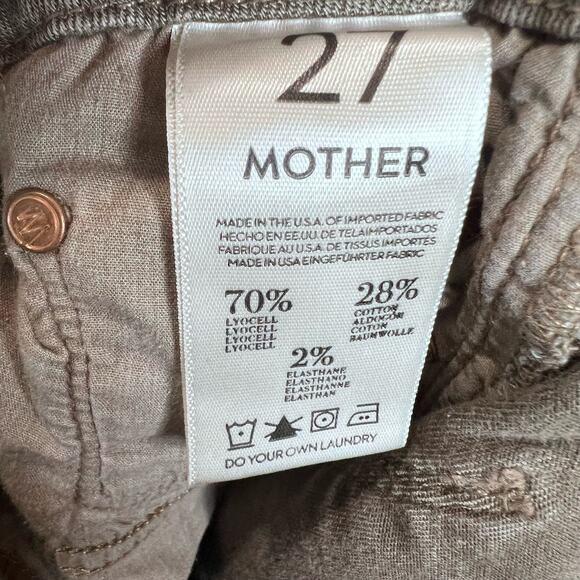 27
MOTHER
MADE IN THE U.S.A. OF IMPORTED FABRIC
HECHO EN EE.UU. DE TELA IMPORTADOS
FABRIQUE AU U.S.A. DE TISSUS IMPORTES
MADE IN USA EINGEFÜHRTER FABRIC
70% 28%
LYOCELL COTTON
LYOCELL ALDOGÓN
LYOCELL COTON
LYOCELL BAUMWOLLE
2%
ELASTHANE
ELASTHANO
ELASTHANNE
ELASTHAN
DO YOUR OWN LAUNDRY